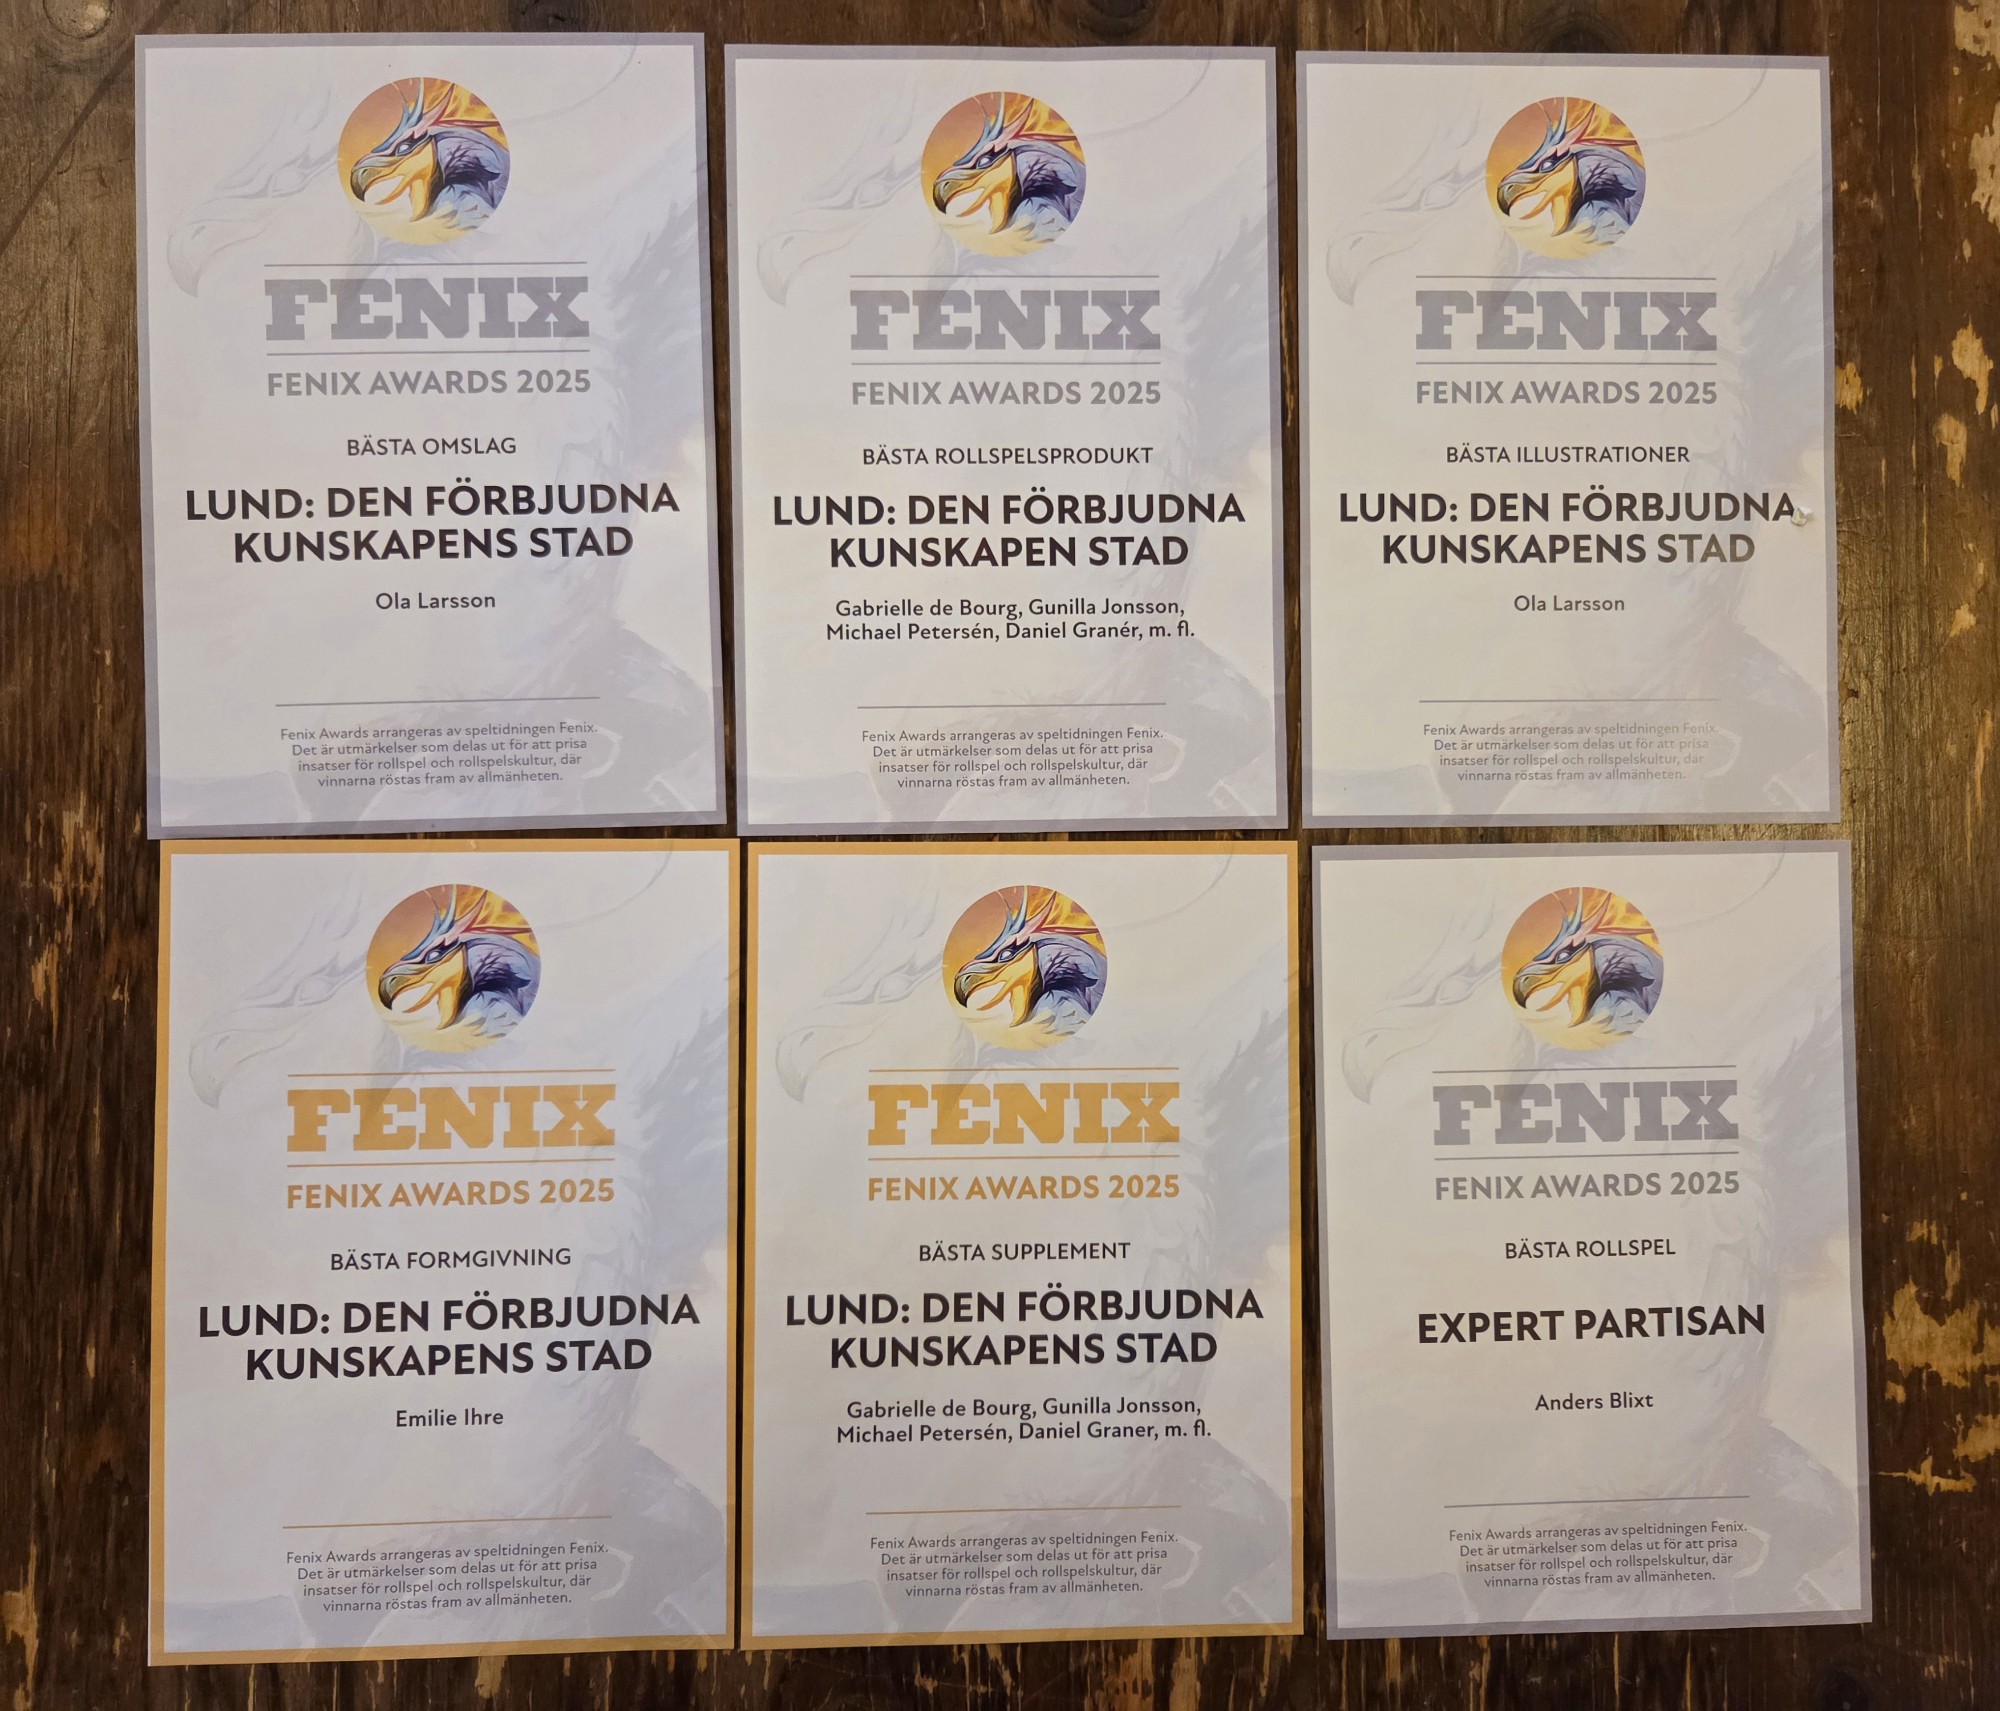 FENIX
FENIX AWARDS 2025
BÄSTA OMSLAG
LUND: DEN FÖRBJUDNA
KUNSKAPENS STAD
Ola Larsson
Fenix Awards arrangeras av speltidningen Fenix.
Det är utmärkelser som delas ut för att prisa
insatser för rollspel och rollspelskultur, där
vinnarna röstas fram av allmänheten.
FENIX
FENIX AWARDS 2025
BÄSTA ROLLSPELSPRODUKT
LUND: DEN FÖRBJUDNA
KUNSKAPEN STAD
Gabrielle de Bourg, Gunilla Jonsson,
Michael Petersén, Daniel Granér, m. fl.
Fenix Awards arrangeras av speltidningen Fenix.
Det är utmärkelser som delas ut för att prisa
insatser för rollspel och rollspelskultur, där
vinnarna röstas fram av allmänheten.
FENIX
FENIX AWARDS 2025
BÄSTA ILLUSTRATIONER
LUND: DEN FÖRBJUDNA
KUNSKAPENS STAD
Ola Larsson
Fenix Awards arrangeras av speltidningen Fenix.
Det är utmärkelser som delas ut för att prisa
insatser för rollspel och rollspelskultur, där
vinnarna röstas fram av allmänheten.
FENIX
FENIX AWARDS 2025
BÄSTA FORMGIVNING
LUND: DEN FÖRBJUDNA
KUNSKAPENS STAD
Emilie Ihre
Fenix Awards arrangeras av speltidningen Fenix.
Det är utmärkelser som delas ut för att prisa
insatser för rollspel och rollspelskultur, där
vinnarna röstas fram av allmänheten.
FENIX
FENIX AWARDS 2025
BÄSTA SUPPLEMENT
LUND: DEN FÖRBJUDNA
KUNSKAPENS STAD
Gabrielle de Bourg, Gunilla Jonsson,
Michael Petersén, Daniel Graner, m. fl.
Fenix Awards arrangeras av speltidningen Fenix.
Det är utmärkelser som delas ut för att prisa
insatser för rollspel och rollspelskultur, där
vinnarna röstas fram av allmänheten.
FENIX
FENIX AWARDS 2025
BÄSTA ROLLSPEL
EXPERT PARTISAN
Anders Blixt
Fenix Awards arrangeras av speltidningen Fenix.
Det är utmärkelser som delas ut för att prisa
insatser för rollspel och rollspelskultur, där
vinnarna röstas fram av allmänheten.